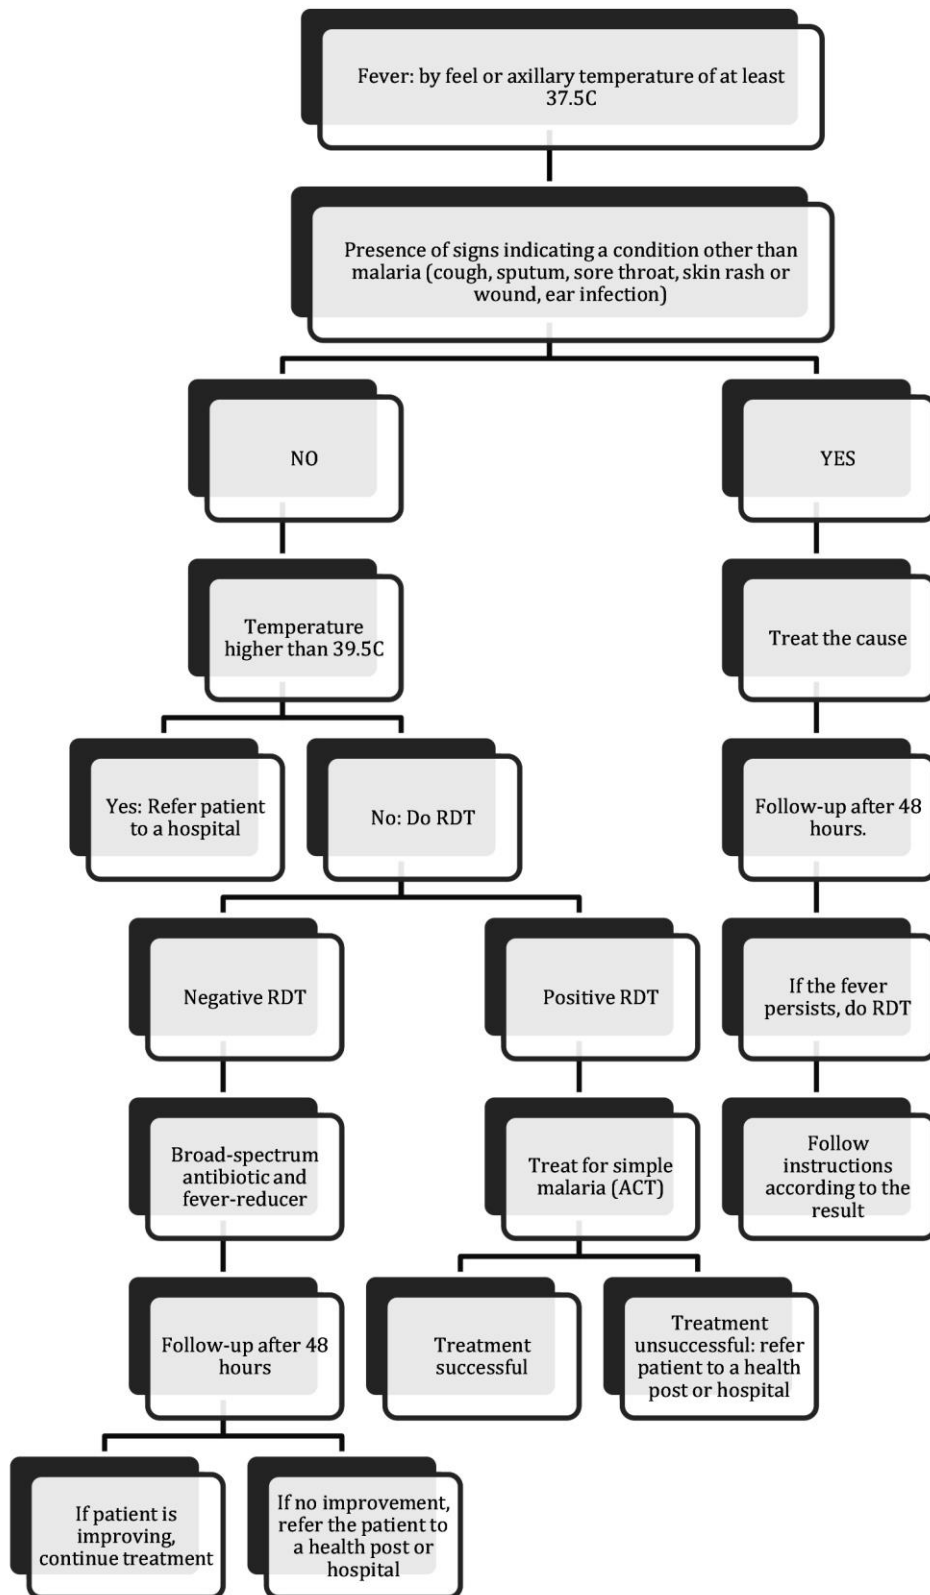 Fever: by feel or axillary temperature of at least
37.5C
Presence of signs indicating a condition other than
malaria (cough, sputum, sore throat, skin rash or
wound, ear infection)
NO
YES
Temperature
higher than 39.5C
Treat the cause
Yes: Refer patient
to a hospital
No: Do RDT
Follow-up after 48
hours.
Negative RDT
Positive RDT
If the fever
persists, do RDT
Broad-spectrum
antibiotic and
fever-reducer
Treat for simple
malaria (ACT)
Follow
instructions
according to the
result
Follow-up after 48
hours
Treatment
successful
Treatment
unsuccessful: refer
patient to a health
post or hospital
If patient is
improving,
continue treatment
If no improvement,
refer the patient to
a health post or
hospital